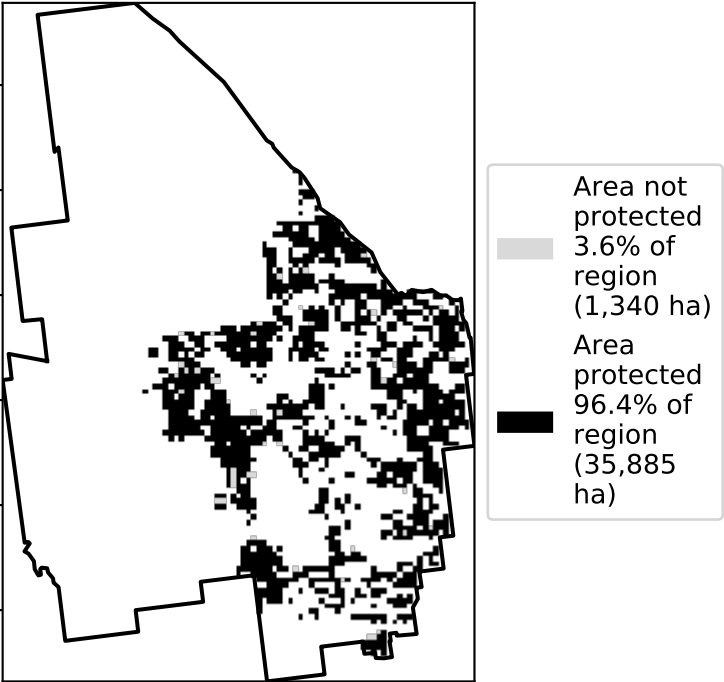 Area not
protected
3.6% of
region
(1,340 ha)
Area
protected
96.4% of
region
(35,885
ha)